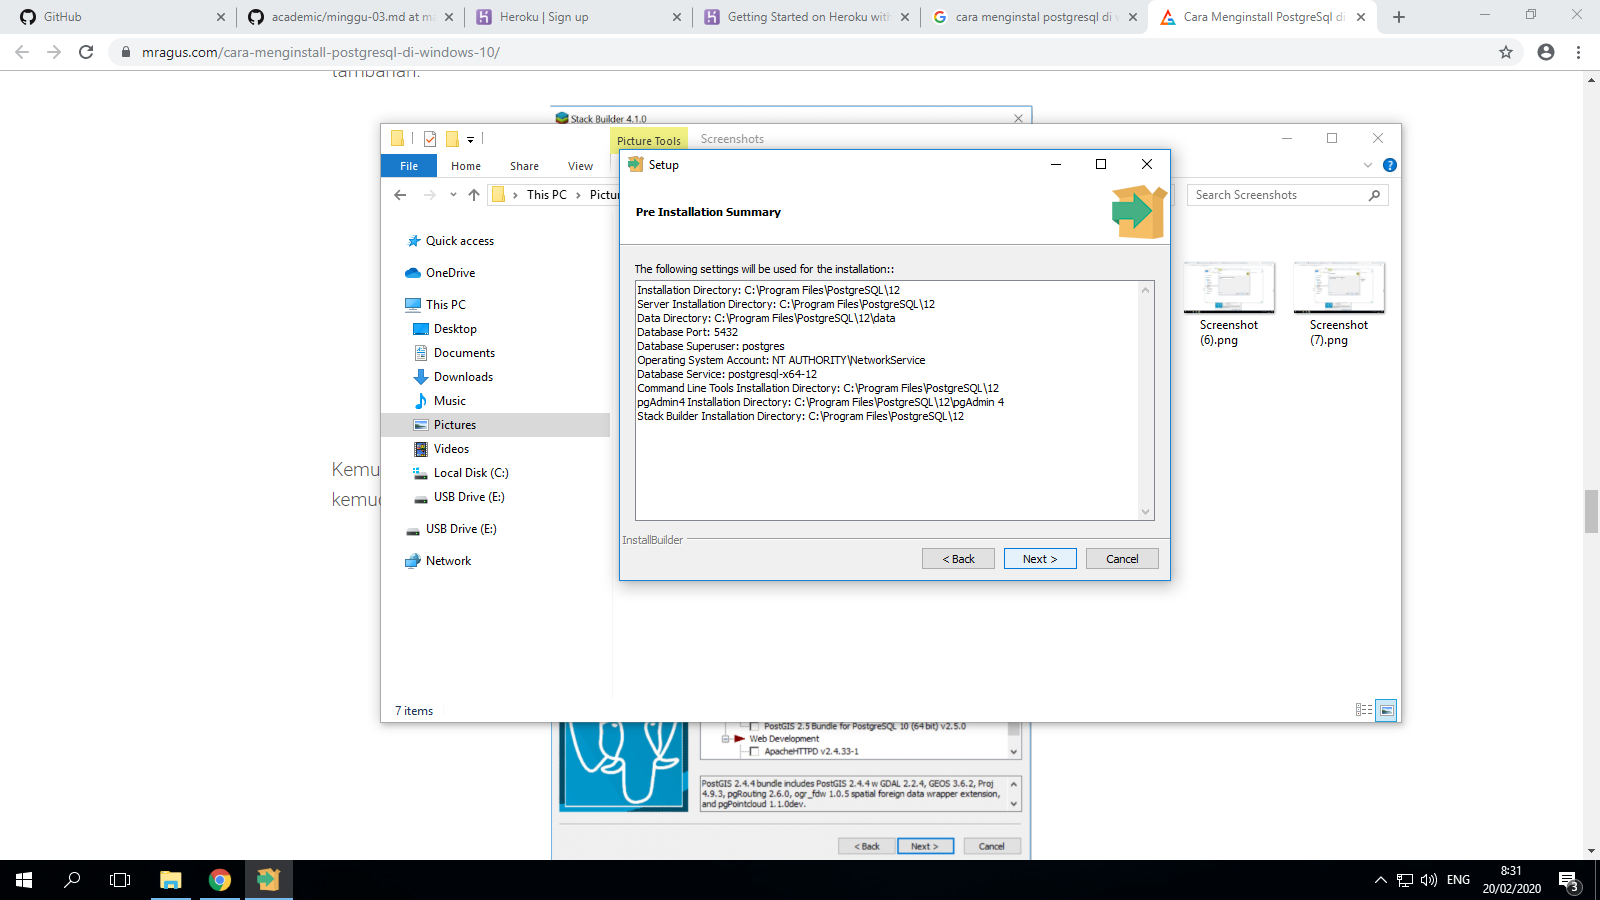 GitHub
academic/minggu-03.md at ma
Heroku | Sign up
Getting Started on Heroku with
cara menginstal postgresql di w
Cara Menginstall PostgreSql di
mragus.com/cara-menginstall-postgresql-di-windows-10/
tambahan.
Stack Builder 4.1.0
Picture Tools
Screenshots
File
Home
Share
View
This PC
Pictu
Search Screenshots
Setup
Pre Installation Summary
The following settings will be used for the installation::
Installation Directory: C:\Program Files\PostgreSQL\12
Server Installation Directory: C:\Program Files\PostgreSQL\12
Data Directory: C:\Program Files\PostgreSQL\12\data
Database Port: 5432
Database Superuser: postgres
Operating System Account: NT AUTHORITY\NetworkService
Database Service: postgresql-x64-12
Command Line Tools Installation Directory: C:\Program Files\PostgreSQL\12
pgAdmin4 Installation Directory: C:\Program Files\PostgreSQL\12\pgAdmin 4
Stack Builder Installation Directory: C:\Program Files\PostgreSQL\12
InstallBuilder
< Back
Next >
Cancel
Quick access
OneDrive
This PC
Desktop
Documents
Downloads
Music
Pictures
Videos
Local Disk (C:)
USB Drive (E:)
USB Drive (E:)
Network
Screenshot
(6).png
Screenshot
(7).png
7 items
Kemu
kemu
PostGIS 2.5 Bundle for PostgreSQL 10 (64 bit) v2.5.0
Web Development
ApacheHTTPD v2.4.33-1
PostGIS 2.4.4 bundle includes PostGIS 2.4.4 w GDAL 2.2.4, GEOS 3.6.2, Proj
4.9.3, pgRouting 2.6.0, ogr_fdw 1.0.5 spatial foreign data wrapper extension,
and pgPointcloud 1.1.0dev.
< Back
Next >
Cancel
ENG
8:31
20/02/2020
3